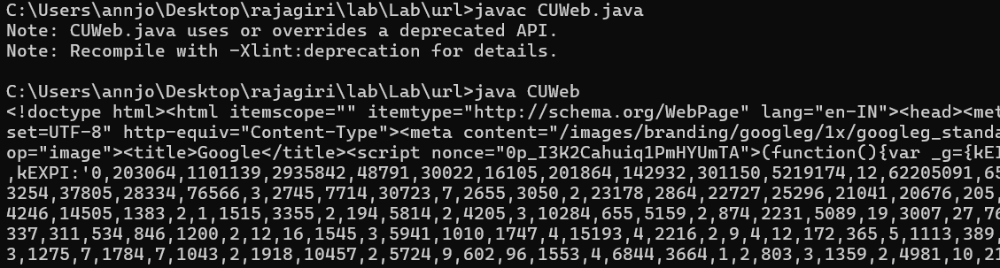 C:\Users\annjo\Desktop\rajagiri\lab\Lab\url>javac CUWeb.java
Note: CUWeb.java uses or overrides a deprecated API.
Note: Recompile with -Xlint:deprecation for details.
C:\Users\annjo\Desktop\rajagiri\lab\Lab\url>java CUWeb
<!doctype html><html itemscope="" itemtype="http://schema.org/WebPage" lang="en-IN"><head><met
set=UTF-8" http-equiv="Content-Type"><meta content="/images/branding/googleg/1x/googleg_standa
op="image"><title>Google</title><script nonce="0p_I3K2Cahuiq1PmHYUmTA">(function(){var _g={kEI
,kEXPI:'0,203064,1101139,2935842,48791,30022,16105,201864,142932,301150,5219174,12,62205091,65
3254,37805,28334,76566,3,2745,7714,30723,7,2655,3050,2,23178,2864,22727,25296,21041,20676,205,
4246,14505,1383,2,1,1515,3355,2,194,5814,2,4205,3,10284,655,5159,2,874,2231,5089,19,3007,27,76
337,311,534,846,1200,2,12,16,1545,3,5941,1010,1747,4,15193,4,2216,2,9,4,12,172,365,5,1113,389,
3,1275,7,1784,7,1043,2,1918,10457,2,5724,9,602,96,1553,4,6844,3664,1,2,803,3,1359,2,4981,10,21